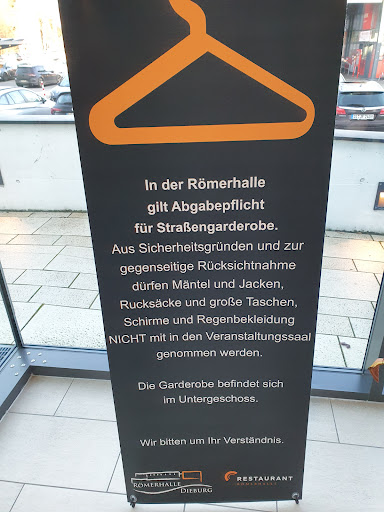 In der Römerhalle
gilt Abgabepflicht
für Straßengarderobe.
Aus Sicherheitsgründen und zur
gegenseitige Rücksichtnahme
dürfen Mäntel und Jacken,
Rucksäcke und große Taschen,
Schirme und Regenbekleidung
NICHT mit in den Veranstaltungssaal
genommen werden.
Die Garderobe befindet sich
im Untergeschoss.
Wir bitten um Ihr Verständnis.
RÖMERHALLE
DIEBURG
RESTAURANT
RÖMERHALLE